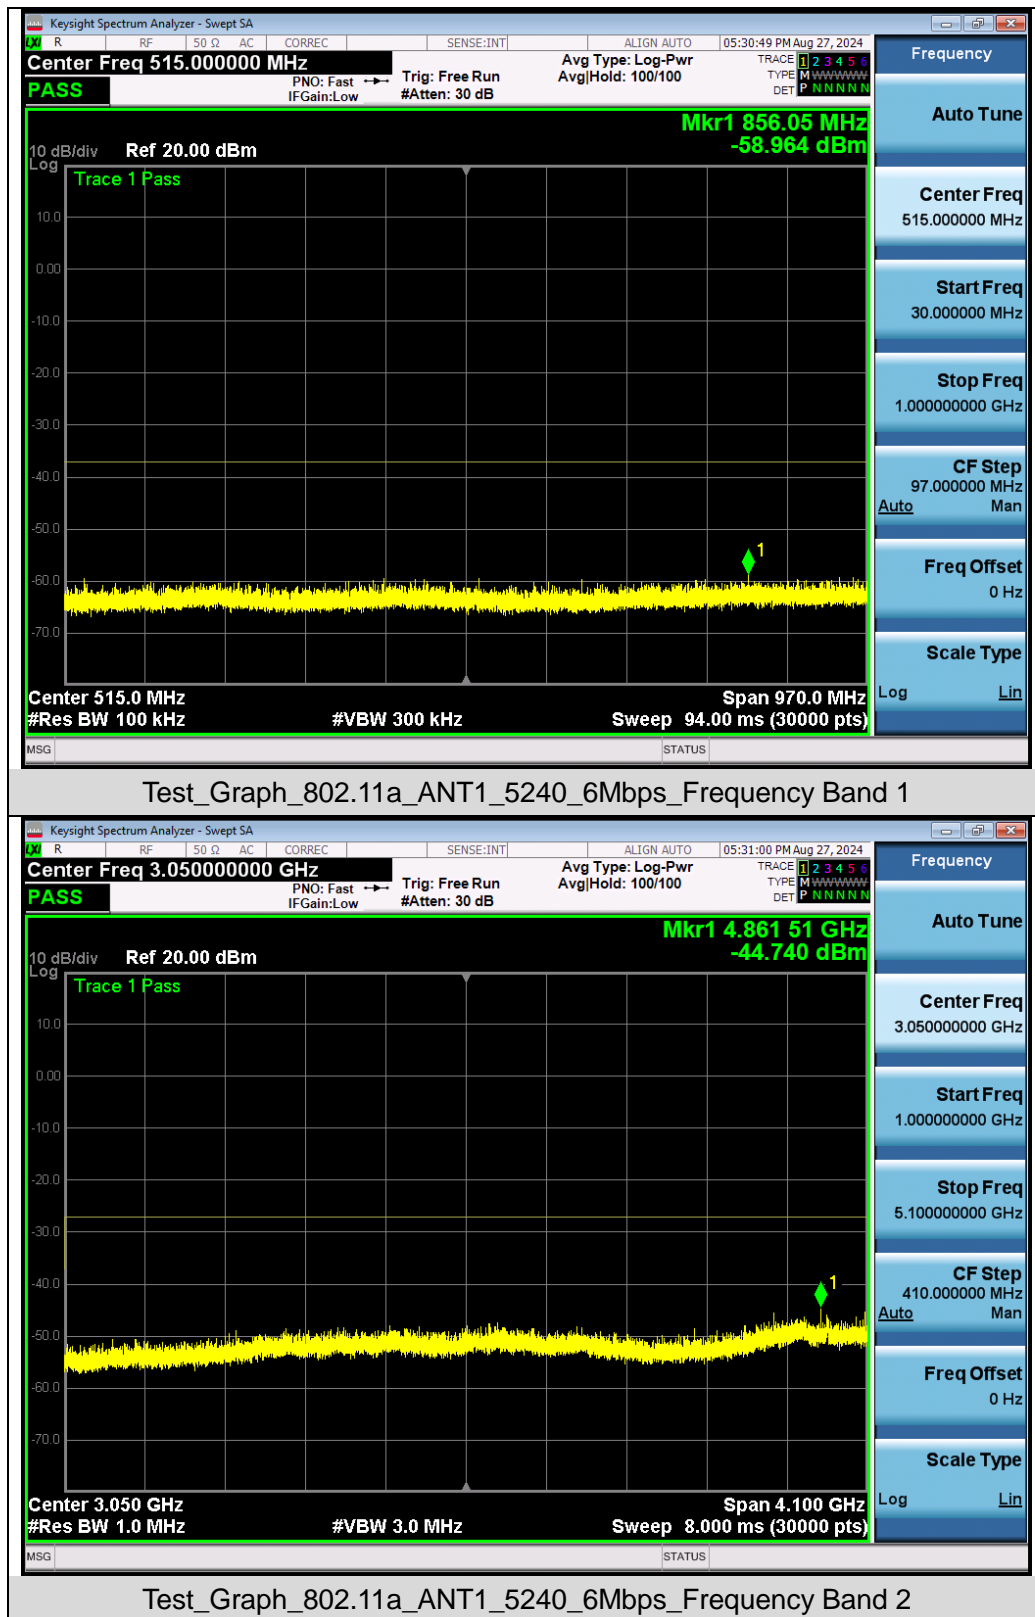 Keysight Spectrum Analyzer - Swept SA
LXI R RF 50 Ω AC CORREC SENSE:INT ALIGN AUTO 05:30:49 PM Aug 27, 2024
Center Freq 515.000000 MHz
PASS
PNO: Fast
IFGain:Low
Trig: Free Run
#Atten: 30 dB
Avg Type: Log-Pwr
Avg|Hold: 100/100
TRACE 1 2 3 4 5 6
TYPE M WWWWW
DET P N N N N N
Mkr1 856.05 MHz
-58.964 dBm
10 dB/div
Log
Ref 20.00 dBm
Trace 1 Pass
10.0
0.00
-10.0
-20.0
-30.0
-40.0
-50.0
-60.0
-70.0
1
Center 515.0 MHz
Span 970.0 MHz
#Res BW 100 kHz
#VBW 300 kHz
Sweep 94.00 ms (30000 pts)
MSG
STATUS
Frequency
Auto Tune
Center Freq
515.000000 MHz
Start Freq
30.000000 MHz
Stop Freq
1.000000000 GHz
CF Step
97.000000 MHz
Auto Man
Freq Offset
0 Hz
Scale Type
Log Lin
Test_Graph_802.11a_ANT1_5240_6Mbps_Frequency Band 1
Keysight Spectrum Analyzer - Swept SA
LXI R RF 50 Ω AC CORREC SENSE:INT ALIGN AUTO 05:31:00 PM Aug 27, 2024
Center Freq 3.050000000 GHz
PASS
PNO: Fast
IFGain:Low
Trig: Free Run
#Atten: 30 dB
Avg Type: Log-Pwr
Avg|Hold: 100/100
TRACE 1 2 3 4 5 6
TYPE M WWWWW
DET P N N N N N
Mkr1 4.861 51 GHz
-44.740 dBm
10 dB/div
Log
Ref 20.00 dBm
Trace 1 Pass
10.0
0.00
-10.0
-20.0
-30.0
-40.0
-50.0
-60.0
-70.0
1
Center 3.050 GHz
Span 4.100 GHz
#Res BW 1.0 MHz
#VBW 3.0 MHz
Sweep 8.000 ms (30000 pts)
MSG
STATUS
Frequency
Auto Tune
Center Freq
3.050000000 GHz
Start Freq
1.000000000 GHz
Stop Freq
5.100000000 GHz
CF Step
410.000000 MHz
Auto Man
Freq Offset
0 Hz
Scale Type
Log Lin
Test_Graph_802.11a_ANT1_5240_6Mbps_Frequency Band 2